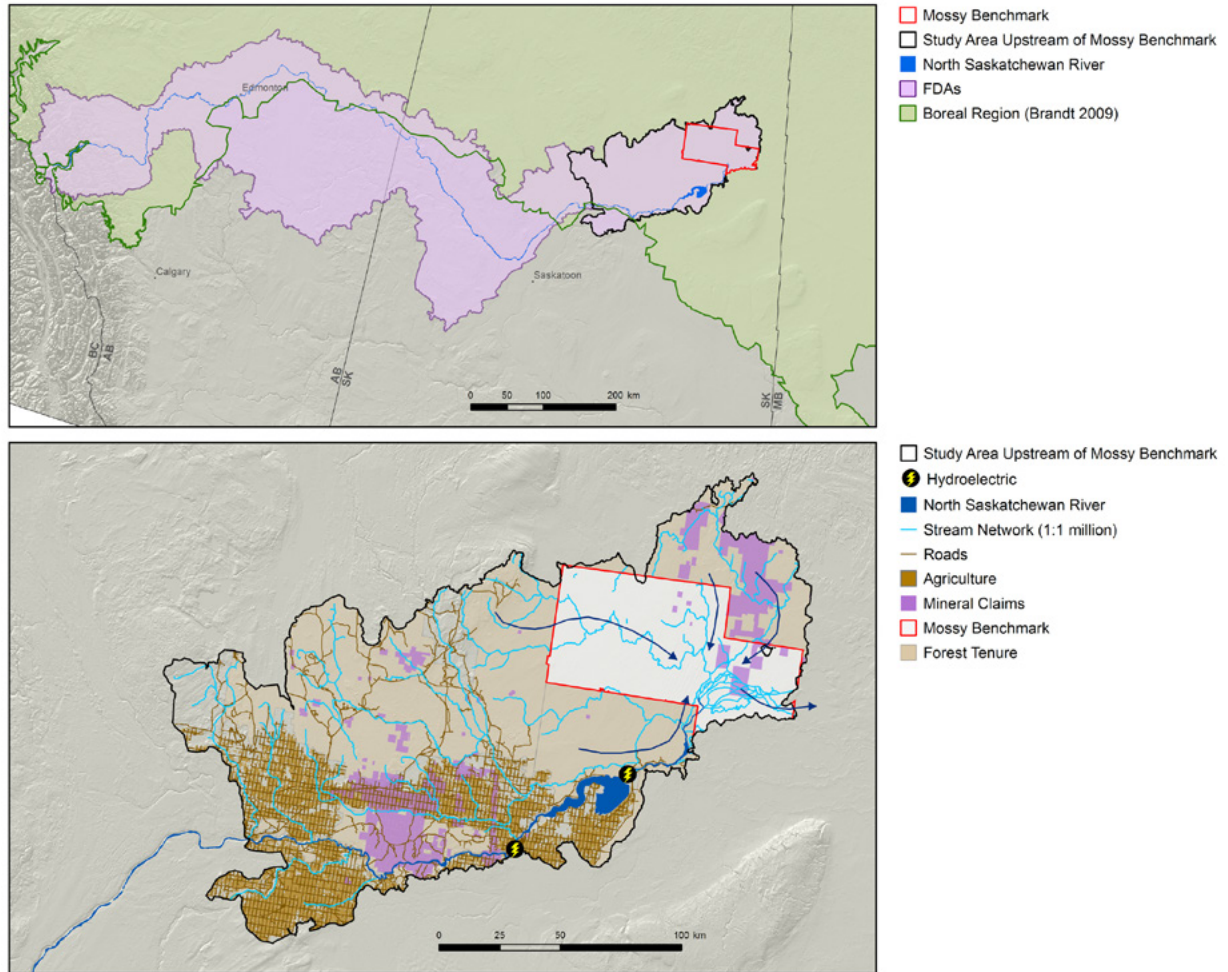 Mossy Benchmark
Study Area Upstream of Mossy Benchmark
North Saskatchewan River
FDAs
Boreal Region (Brandt 2009)
Edmonton
Calgary
Saskatoon
BC
AB
AB
SK
SK
MB
0 50 100 200 km
Study Area Upstream of Mossy Benchmark
Hydroelectric
North Saskatchewan River
Stream Network (1:1 million)
Roads
Agriculture
Mineral Claims
Mossy Benchmark
Forest Tenure
0 25 50 100 km